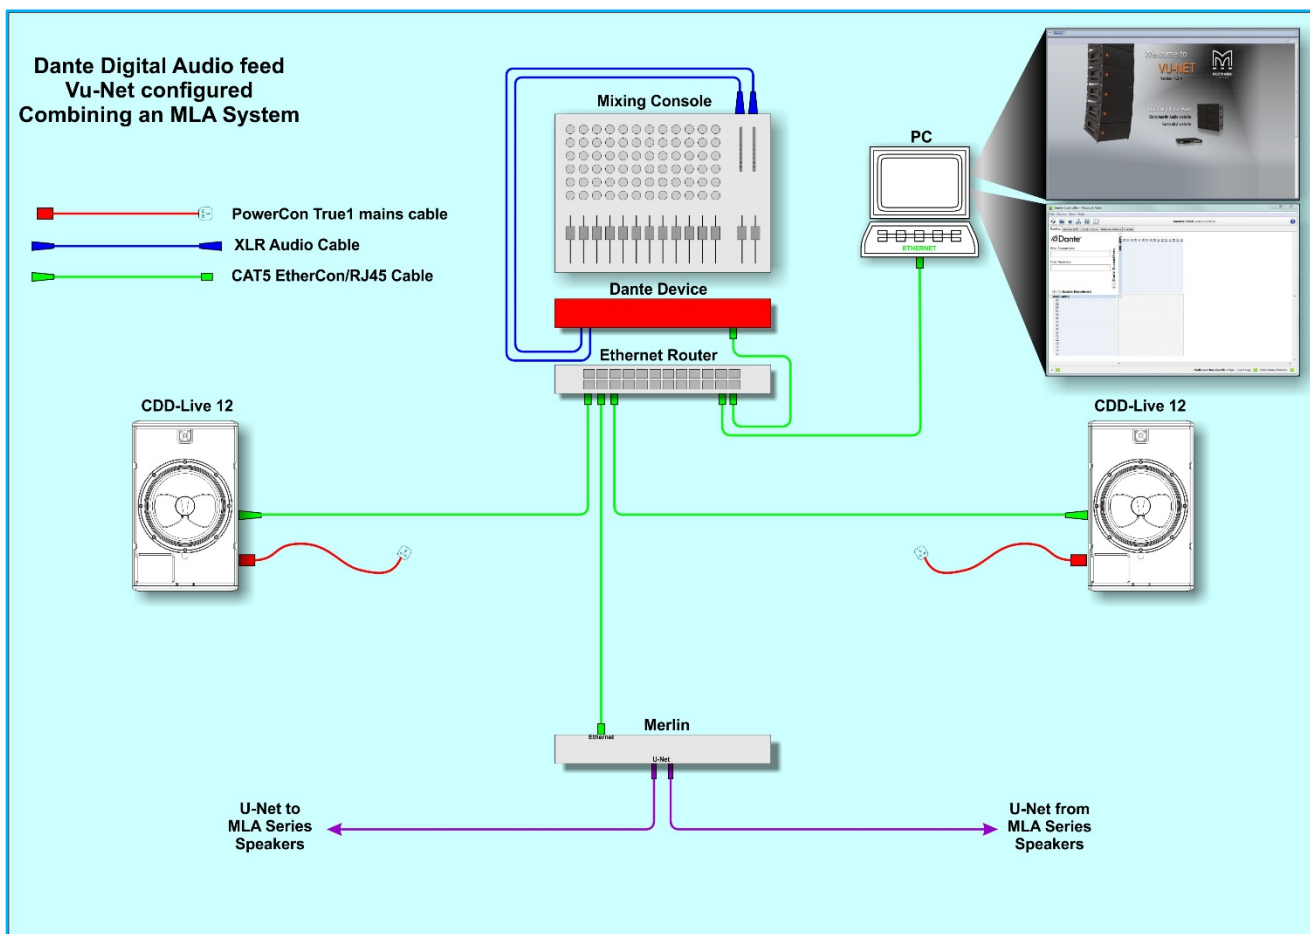 Dante Digital Audio feed
Vu-Net configured
Combining an MLA System
PowerCon True1 mains cable
XLR Audio Cable
CAT5 EtherCon/RJ45 Cable
Mixing Console
PC
ETHERNET
Welcome to
VU-NET
Dante
Dante Device
Ethernet Router
CDD-Live 12
CDD-Live 12
Merlin
Ethernet
U-Net
U-Net to
MLA Series
Speakers
U-Net from
MLA Series
Speakers